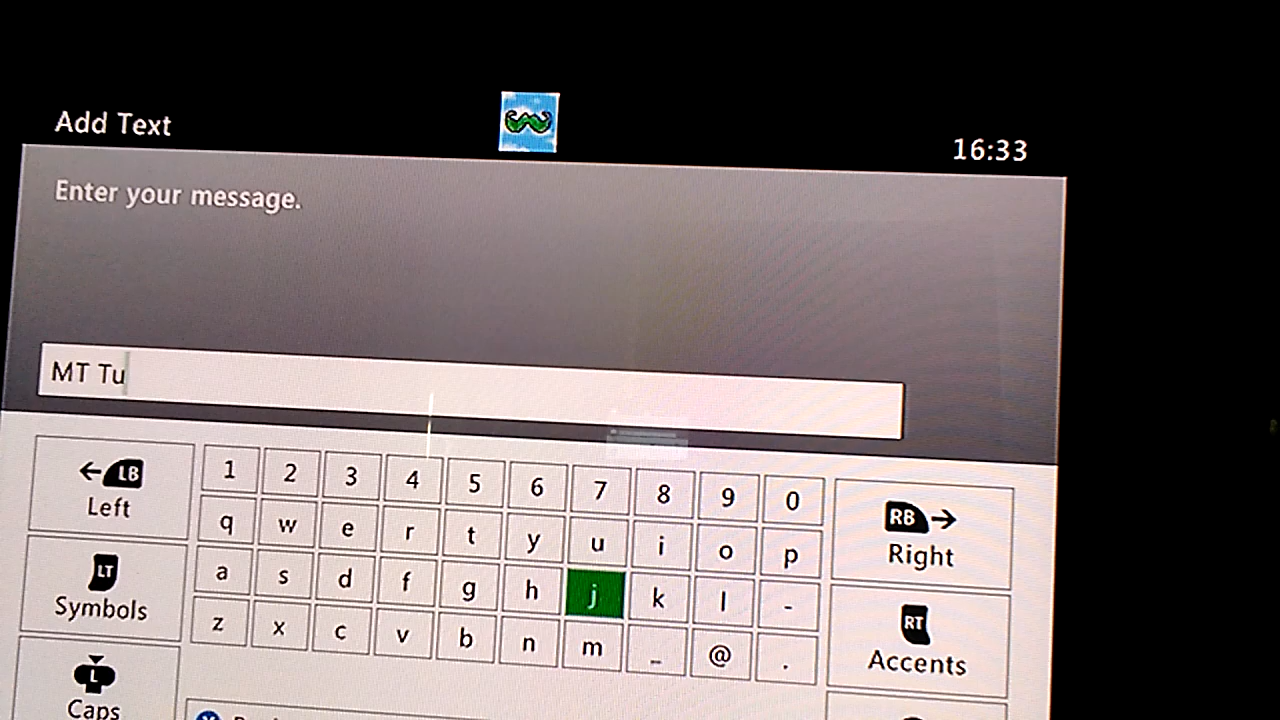 Add Text
16:33
Enter your message.
MT Tu
LB
Left
1 2 3 4 5 6 7 8 9 0
RB
Right
q w e r t y u i o p
LT
Symbols
a s d f g h j k l -
RT
Accents
z x c v b n m _ @ .
L
Caps